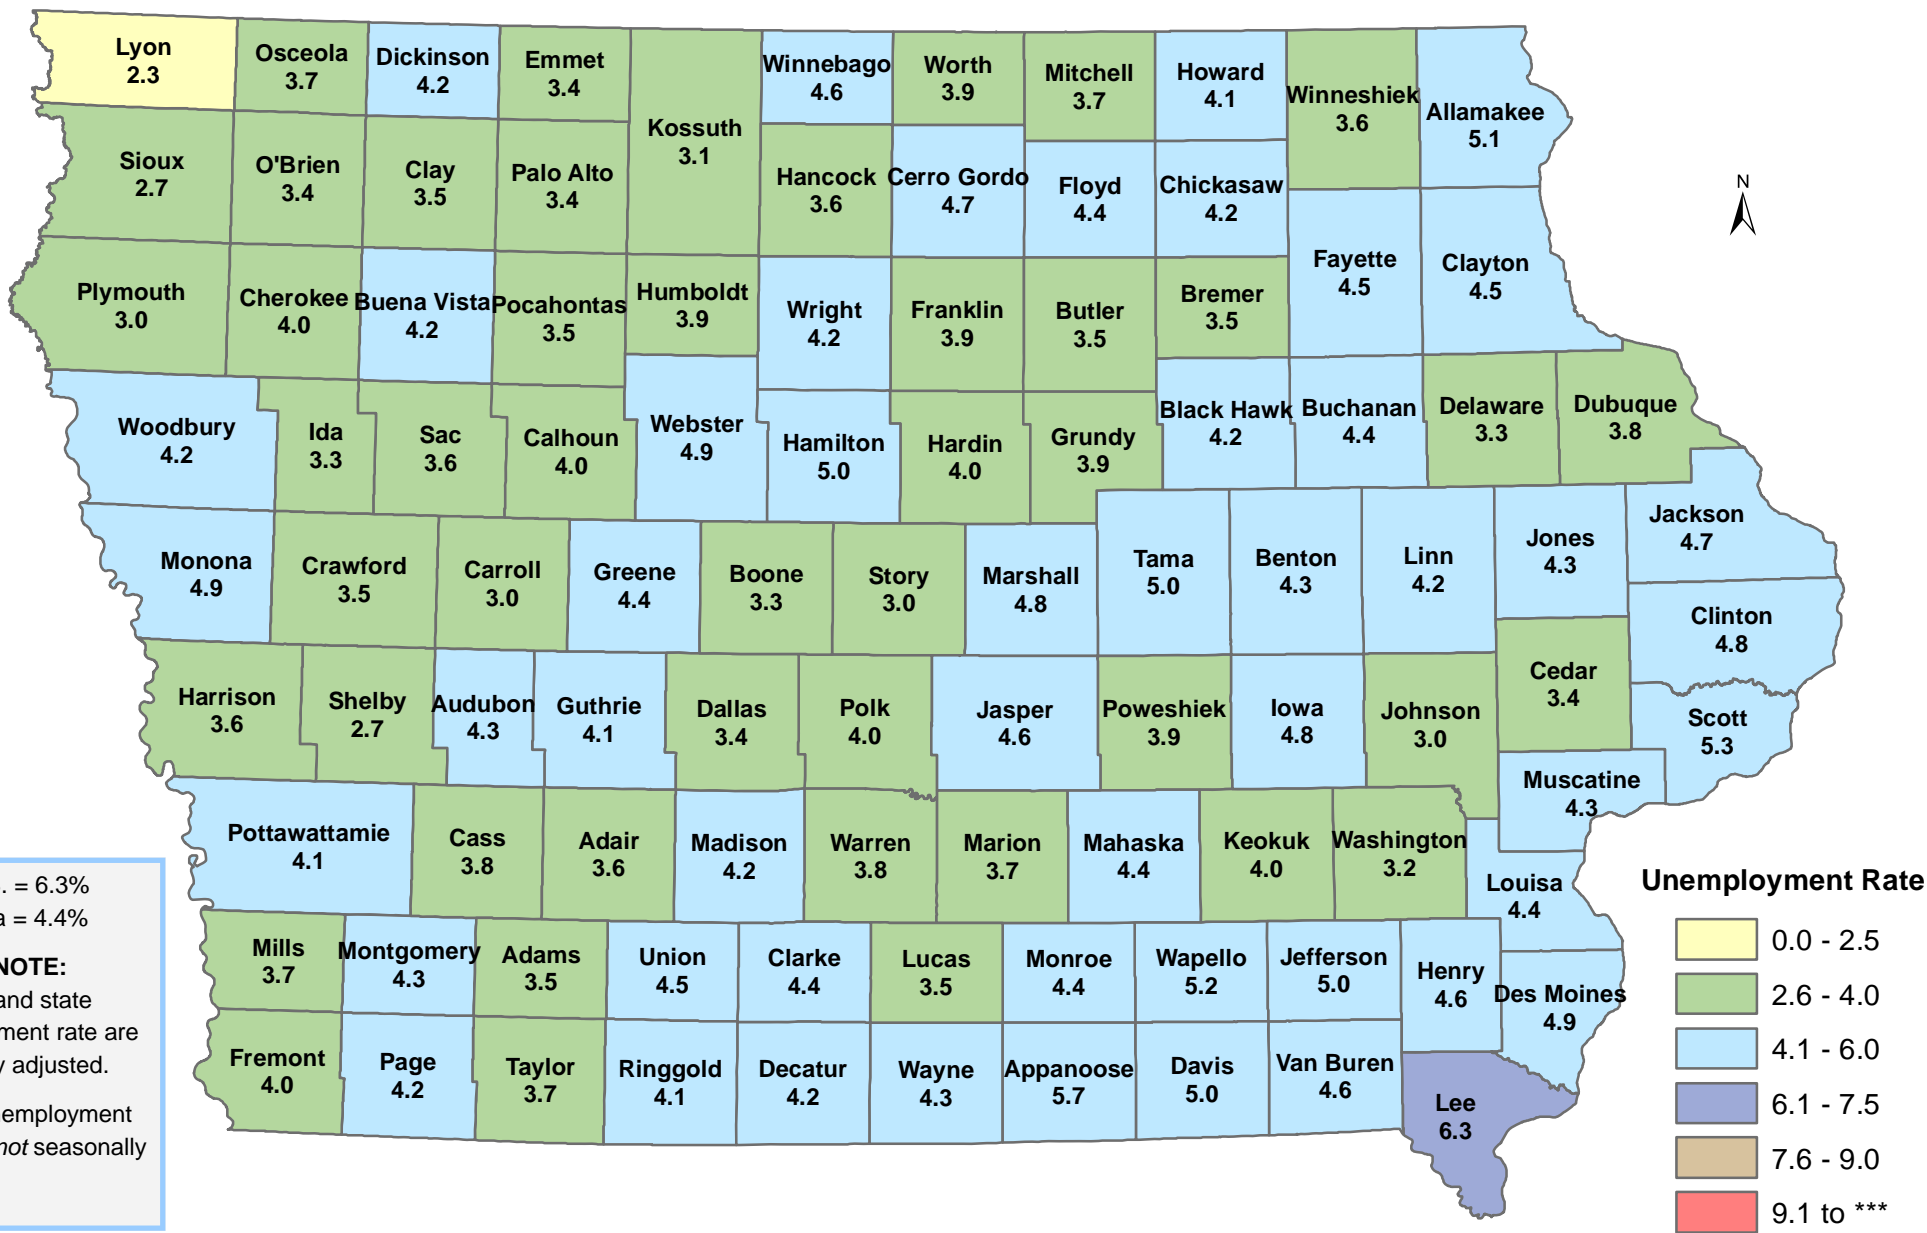 Lyon
2.3
Osceola
3.7
Dickinson
4.2
Emmet
3.4
Kossuth
3.1
Winnebago
4.6
Worth
3.9
Mitchell
3.7
Howard
4.1
Winneshiek
3.6
Allamakee
5.1
Sioux
2.7
O'Brien
3.4
Clay
3.5
Palo Alto
3.4
Hancock
3.6
Cerro Gordo
4.7
Floyd
4.4
Chickasaw
4.2
N
Plymouth
3.0
Cherokee
4.0
Buena Vista
4.2
Pocahontas
3.5
Humboldt
3.9
Wright
4.2
Franklin
3.9
Butler
3.5
Bremer
3.5
Fayette
4.5
Clayton
4.5
Woodbury
4.2
Ida
3.3
Sac
3.6
Calhoun
4.0
Webster
4.9
Hamilton
5.0
Hardin
4.0
Grundy
3.9
Black Hawk
4.2
Buchanan
4.4
Delaware
3.3
Dubuque
3.8
Monona
4.9
Crawford
3.5
Carroll
3.0
Greene
4.4
Boone
3.3
Story
3.0
Marshall
4.8
Tama
5.0
Benton
4.3
Linn
4.2
Jones
4.3
Jackson
4.7
Clinton
4.8
Harrison
3.6
Shelby
2.7
Audubon
4.3
Guthrie
4.1
Dallas
3.4
Polk
4.0
Jasper
4.6
Poweshiek
3.9
Iowa
4.8
Johnson
3.0
Cedar
3.4
Scott
5.3
Muscatine
4.3
Pottawattamie
4.1
Cass
3.8
Adair
3.6
Madison
4.2
Warren
3.8
Marion
3.7
Mahaska
4.4
Keokuk
4.0
Washington
3.2
Louisa
4.4
Mills
3.7
Montgomery
4.3
Adams
3.5
Union
4.5
Clarke
4.4
Lucas
3.5
Monroe
4.4
Wapello
5.2
Jefferson
5.0
Henry
4.6
Des Moines
4.9
Fremont
4.0
Page
4.2
Taylor
3.7
Ringgold
4.1
Decatur
4.2
Wayne
4.3
Appanoose
5.7
Davis
5.0
Van Buren
4.6
Lee
6.3
. = 6.3%
a = 4.4%
NOTE:
and state
ment rate are
y adjusted.
nemployment
not seasonally
Unemployment Rate
0.0 - 2.5
2.6 - 4.0
4.1 - 6.0
6.1 - 7.5
7.6 - 9.0
9.1 to ***